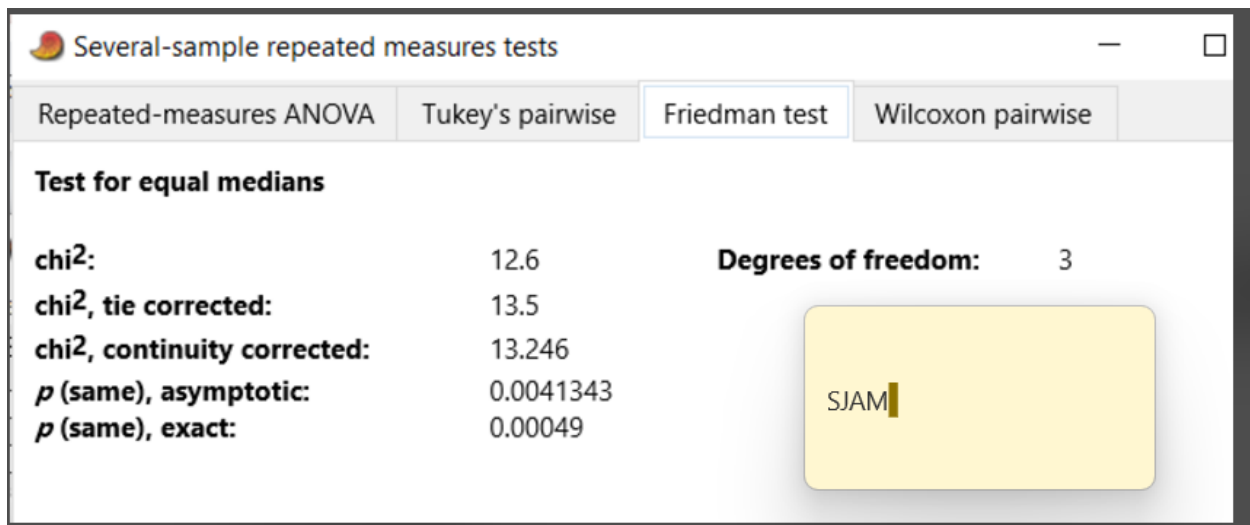 Several-sample repeated measures tests
Repeated-measures ANOVA Tukey's pairwise Friedman test Wilcoxon pairwise
Test for equal medians
chi2: 12.6 Degrees of freedom: 3
chi2, tie corrected: 13.5
chi2, continuity corrected: 13.246
p (same), asymptotic: 0.0041343
p (same), exact: 0.00049
SJAM